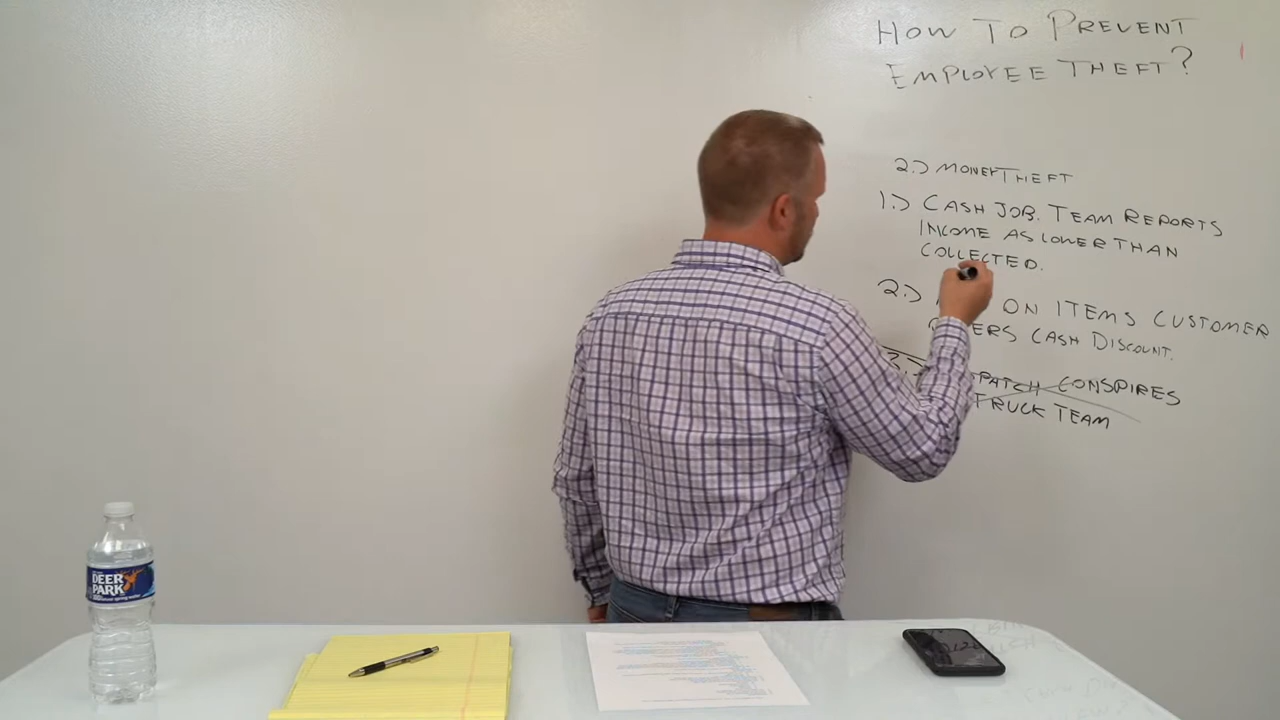 HOW TO PREVENT
EMPLOYEE THEFT?
2.) MONEY THEFT
1.) CASH JOB. TEAM REPORTS
INCOME AS LOWER THAN
COLLECTED.
2.) ON ITEMS CUSTOMER
CASH DISCOUNT.
3.) CONSPIRES
TRUCK TEAM
DEER
PARK